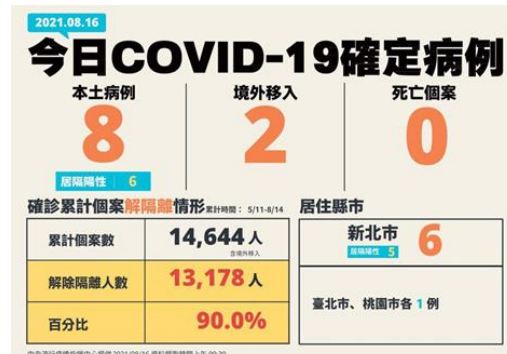 2021.08.16
今日COVID-19確定病例
本土病例
8
居隔陽性 6
境外移入
2
死亡個案
0
確診累計個案解隔離情形 累計時間： 5/11-8/14
累計個案數 14,644人
含境外移入
解除隔離人數 13,178人
百分比 90.0%
居住縣市
新北市 6
居隔陽性 5
臺北市、桃園市各 1 例